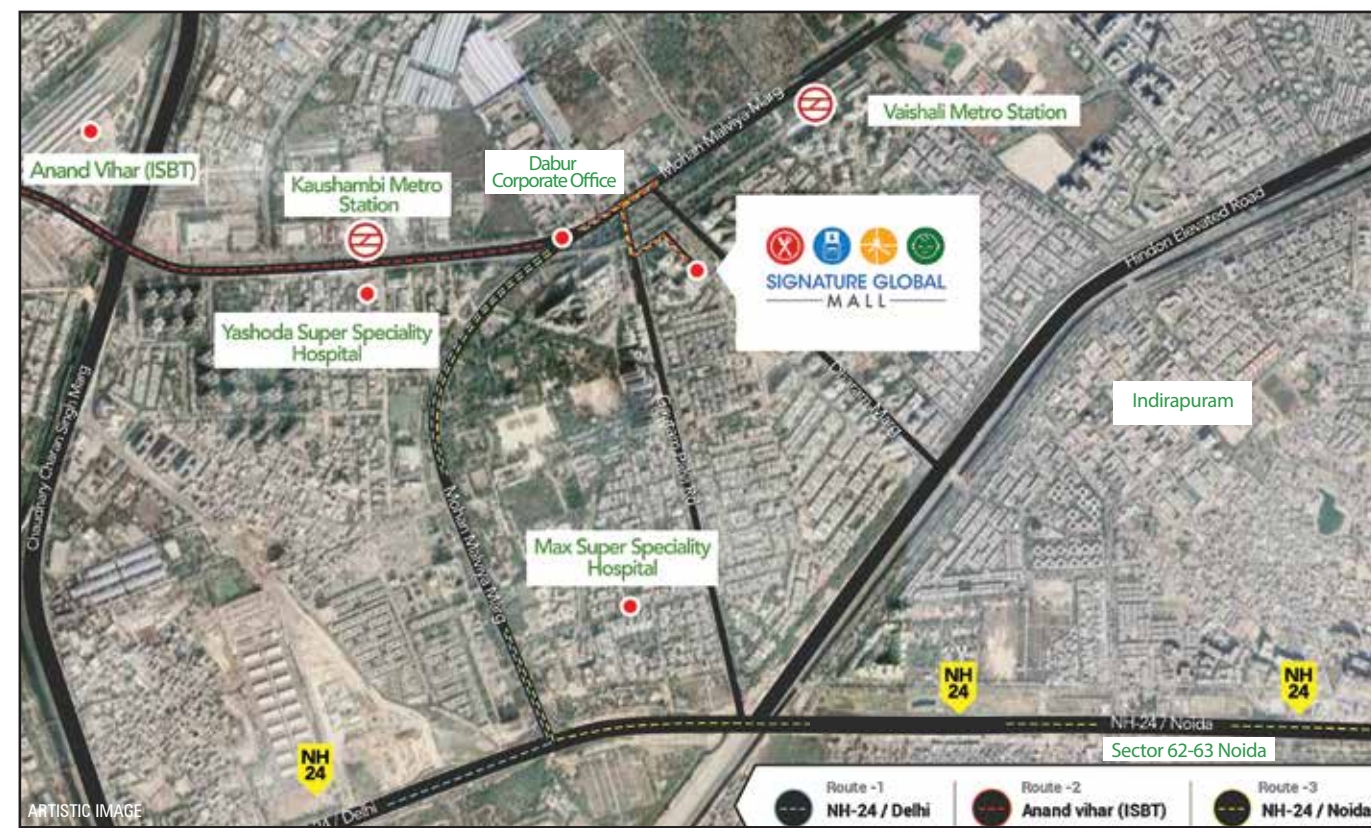 Mohan Malviya Marg
Vaishali Metro Station
Anand Vihar (ISBT)
Dabur
Corporate Office
Kaushambi Metro
Station
Hindon Elevated Road
SIGNATURE GLOBAL
MALL
Yashoda Super Speciality
Hospital
Chaudhary Charan Singh Marg
Marg
Indirapuram
Rd
Mohan Malviya Marg
Max Super Speciality
Hospital
NH
24
NH
24
NH-24 / Noida
Sector 62-63 Noida
NH
24
24 / Delhi
ARTISTIC IMAGE
Route -1
NH-24 / Delhi
Route -2
Anand vihar (ISBT)
Route -3
NH-24 / Noida